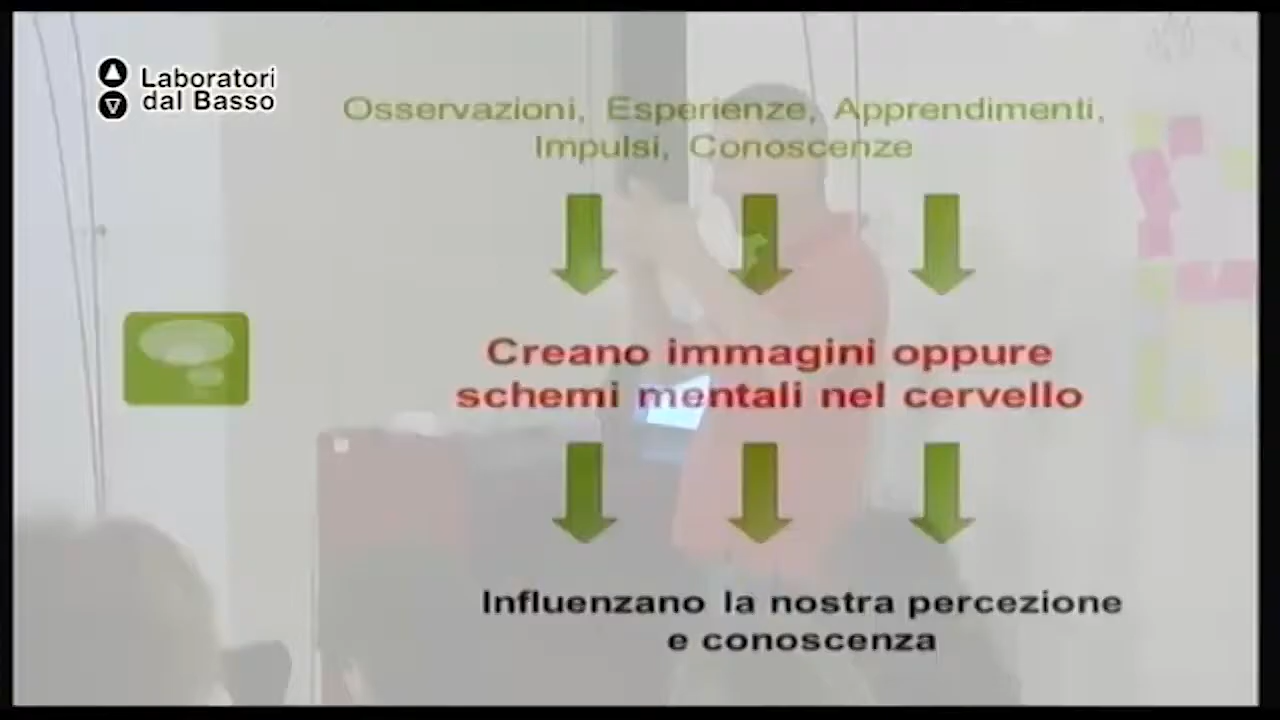 Laboratori
dal Basso
Osservazioni, Esperienze, Apprendimenti,
Impulsi, Conoscenze
Creano immagini oppure
schemi mentali nel cervello
Influenzano la nostra percezione
e conoscenza